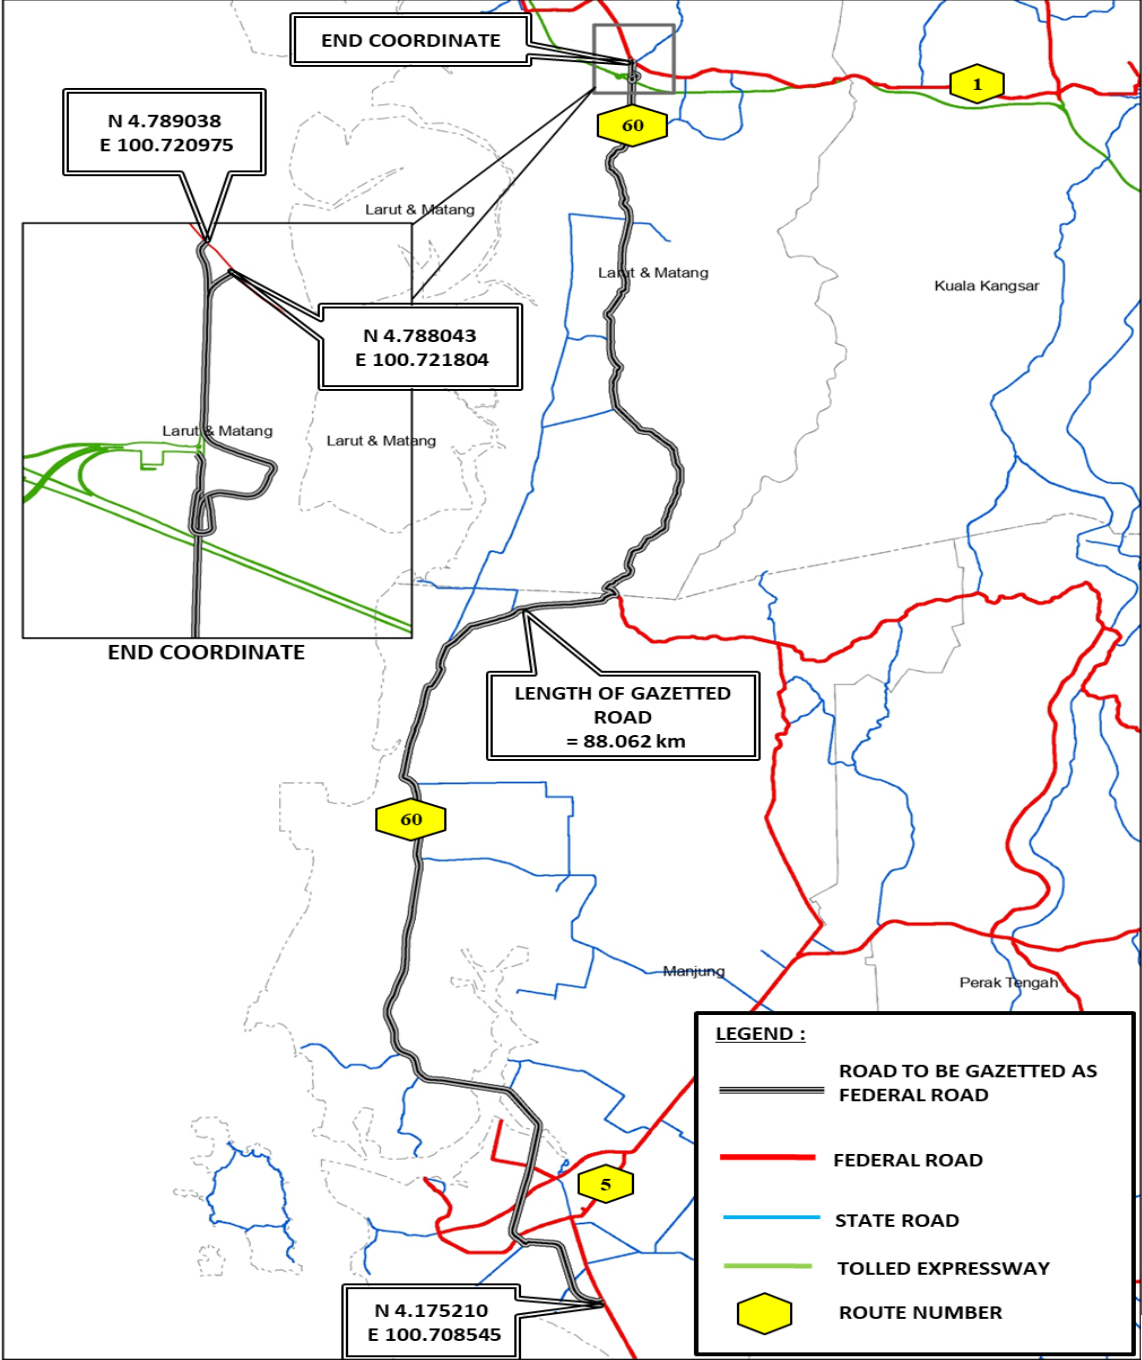 END COORDINATE
1
N 4.789038
E 100.720975
60
Larut & Matang
Larut & Matang
Kuala Kangsar
N 4.788043
E 100.721804
Larut & Matang
Larut & Matang
END COORDINATE
LENGTH OF GAZETTED
ROAD
= 88.062 km
60
Manjung
Perak Tengah
5
N 4.175210
E 100.708545
LEGEND :
ROAD TO BE GAZETTED AS
FEDERAL ROAD
FEDERAL ROAD
STATE ROAD
TOLLED EXPRESSWAY
ROUTE NUMBER